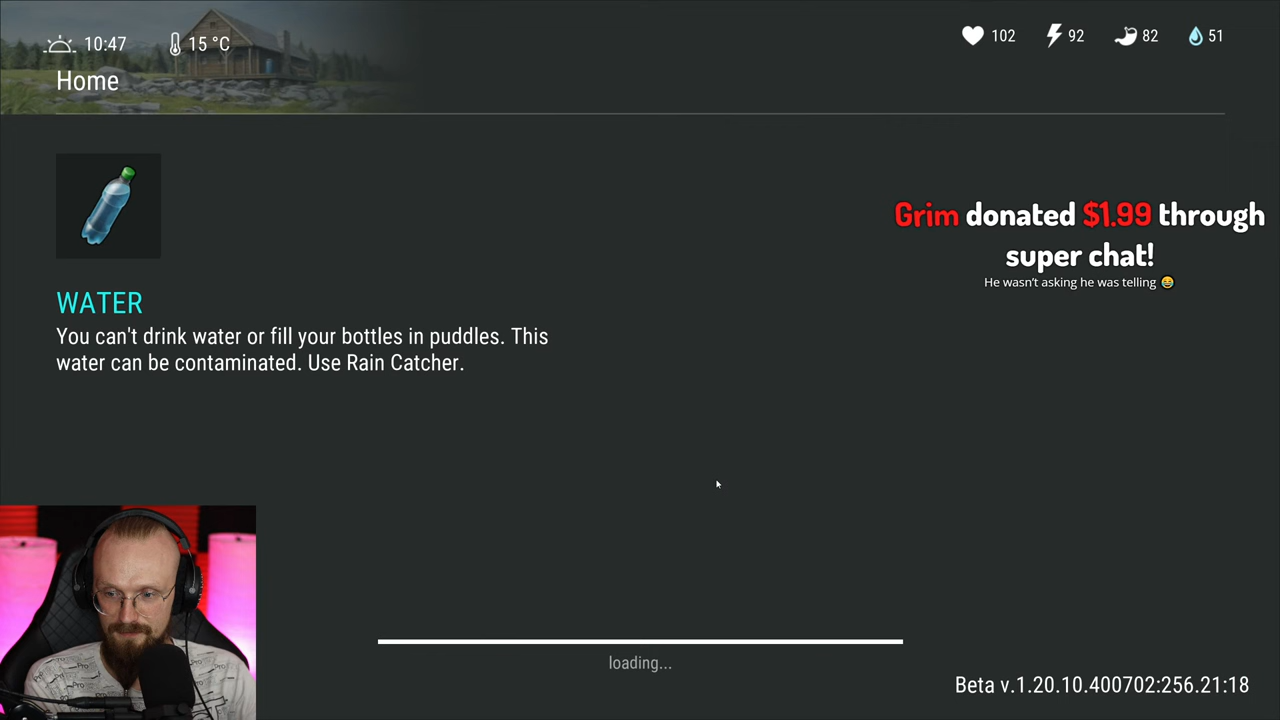 10:47
15 °C
102
92
82
51
Home
Grim donated $1.99 through
super chat!
He wasn't asking he was telling 😂
WATER
You can't drink water or fill your bottles in puddles. This
water can be contaminated. Use Rain Catcher.
loading...
Beta v.1.20.10.400702:256.21:18